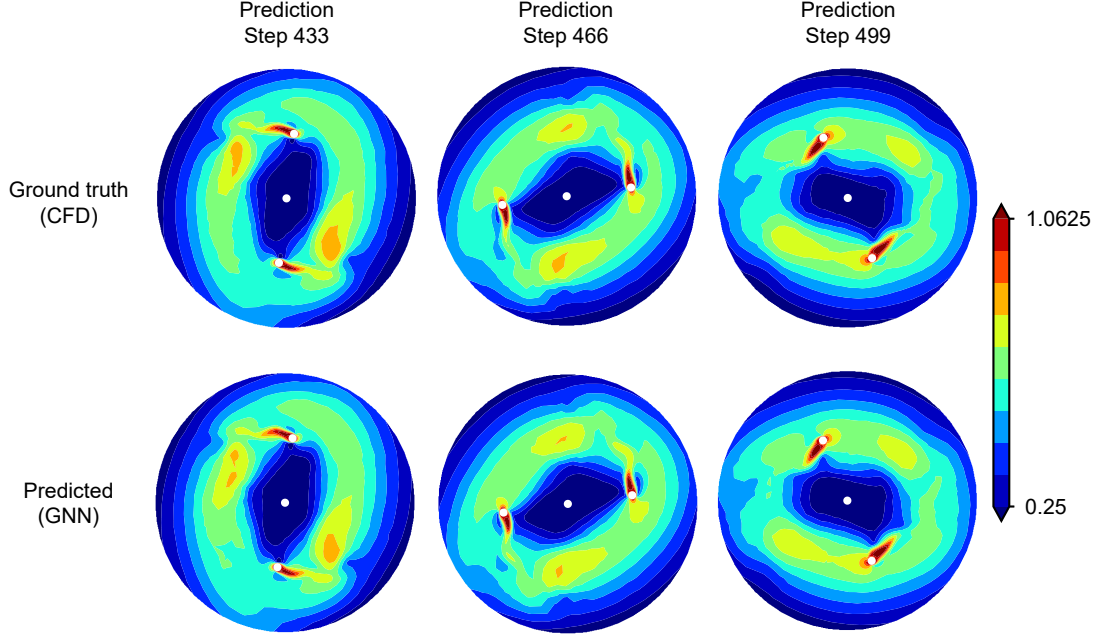 Prediction
Step 433
Prediction
Step 466
Prediction
Step 499
Ground truth
(CFD)
1.0625
Predicted
(GNN)
0.25